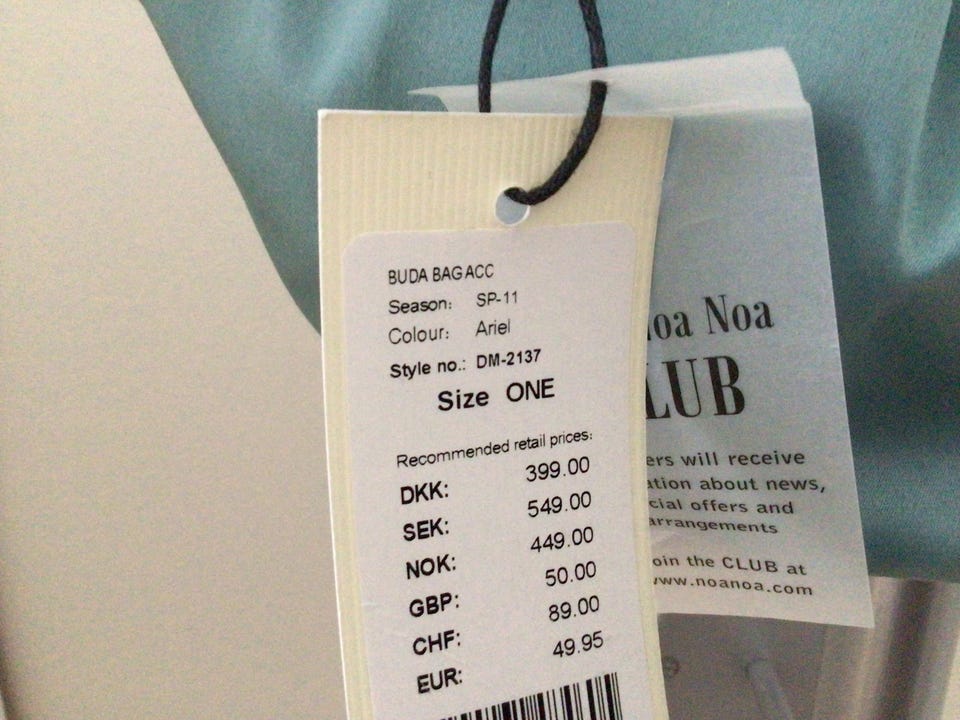 BUDA BAG ACC
Season: SP-11
Colour: Ariel
Style no.: DM-2137
Size ONE
Recommended retail prices:
DKK: 399.00
SEK: 549.00
NOK: 449.00
GBP: 50.00
CHF: 89.00
EUR: 49.95
Noa
will receive
about news,
offers and
the CLUB at
www.noanoa.com